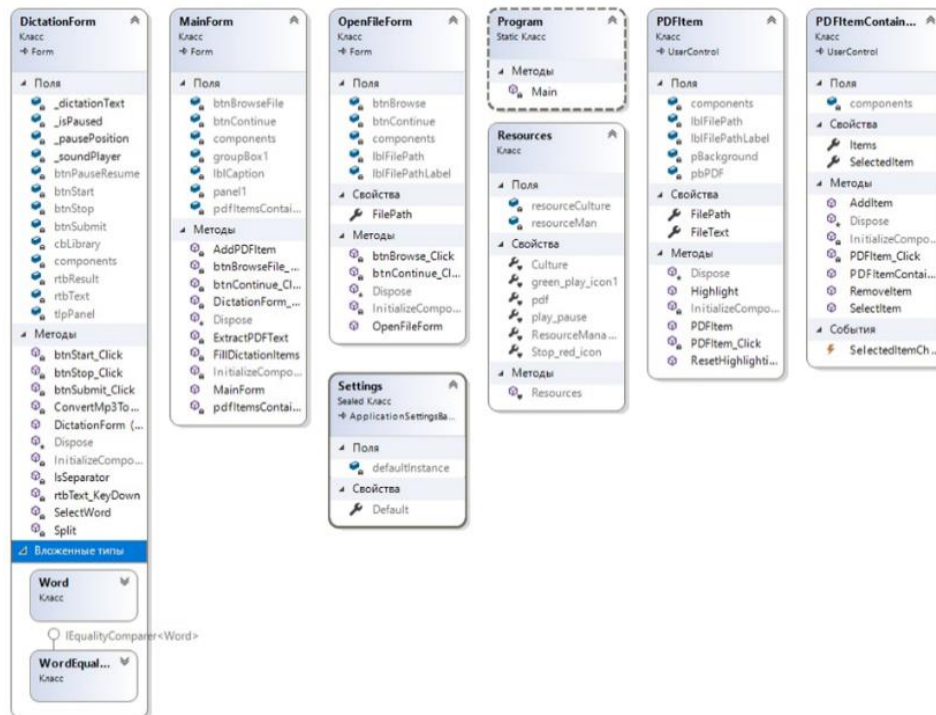 DictationForm
Класс
Form
Поля
_dictationText
_isPaused
_pausePosition
_soundPlayer
btnPauseResume
btnStart
btnStop
btnSubmit
cbLibrary
components
rtbResult
rtbText
tlpPanel
Методы
btnStart_Click
btnStop_Click
btnSubmit_Click
ConvertMp3To...
DictationForm (...
Dispose
InitializeCompo...
IsSeparator
rtbText_KeyDown
SelectWord
Split
Вложенные типы
Word
Класс
IEqualityComparer<Word>
WordEqual...
Класс
MainForm
Класс
Form
Поля
btnBrowseFile
btnContinue
components
groupBox1
lblCaption
panel1
pdfItemsContai...
Методы
AddPDFItem
btnBrowseFile_...
btnContinue_Cl...
DictationForm_...
Dispose
ExtractPDFText
FillDictationItems
InitializeCompo...
MainForm
pdfItemsContai...
OpenFileForm
Класс
Form
Поля
btnBrowse
btnContinue
components
lblFilePath
lblFilePathLabel
Свойства
FilePath
Методы
btnBrowse_Click
btnContinue_Cl...
Dispose
InitializeCompo...
OpenFileForm
Settings
Sealed Класс
ApplicationSettingsBa...
Поля
defaultInstance
Свойства
Default
Program
Static Класс
Методы
Main
Resources
Класс
Поля
resourceCulture
resourceMan
Свойства
Culture
green_play_icon1
pdf
play_pause
ResourceMana...
Stop_red_icon
Методы
Resources
PDFItem
Класс
UserControl
Поля
components
lblFilePath
lblFilePathLabel
pBackground
pbPDF
Свойства
FilePath
FileText
Методы
Dispose
Highlight
InitializeCompo...
PDFItem
PDFItem_Click
ResetHighlighti...
PDFItemContain...
Класс
UserControl
Поля
components
Свойства
Items
SelectedItem
Методы
AddItem
Dispose
InitializeCompo...
PDFItem_Click
PDFItemContai...
RemoveItem
SelectItem
События
SelectedItemCh...